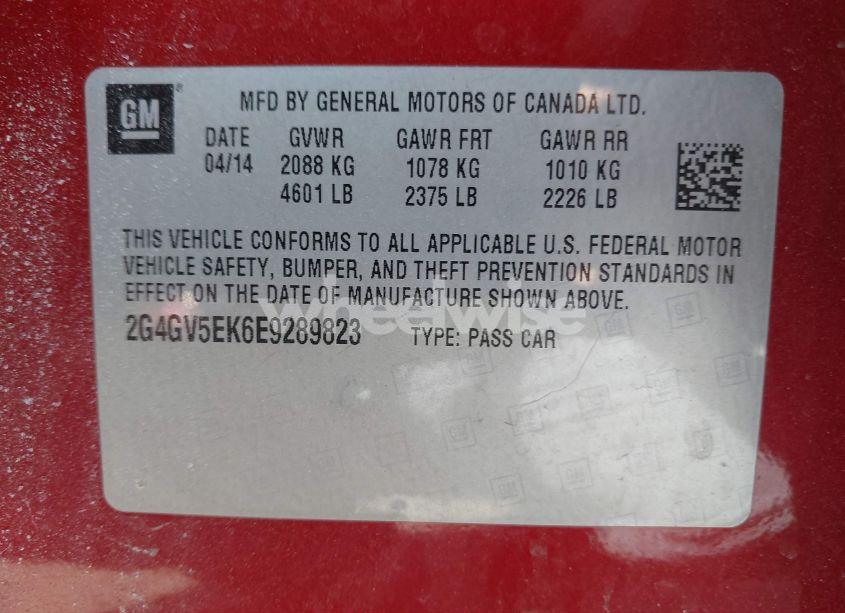 GM
MFD BY GENERAL MOTORS OF CANADA LTD.
DATE GVWR GAWR FRT GAWR RR
04/14 2088 KG 1078 KG 1010 KG
4601 LB 2375 LB 2226 LB
THIS VEHICLE CONFORMS TO ALL APPLICABLE U.S. FEDERAL MOTOR
VEHICLE SAFETY, BUMPER, AND THEFT PREVENTION STANDARDS IN
EFFECT ON THE DATE OF MANUFACTURE SHOWN ABOVE.
wheelwise
2G4GV5EK6E9289823 TYPE: PASS CAR